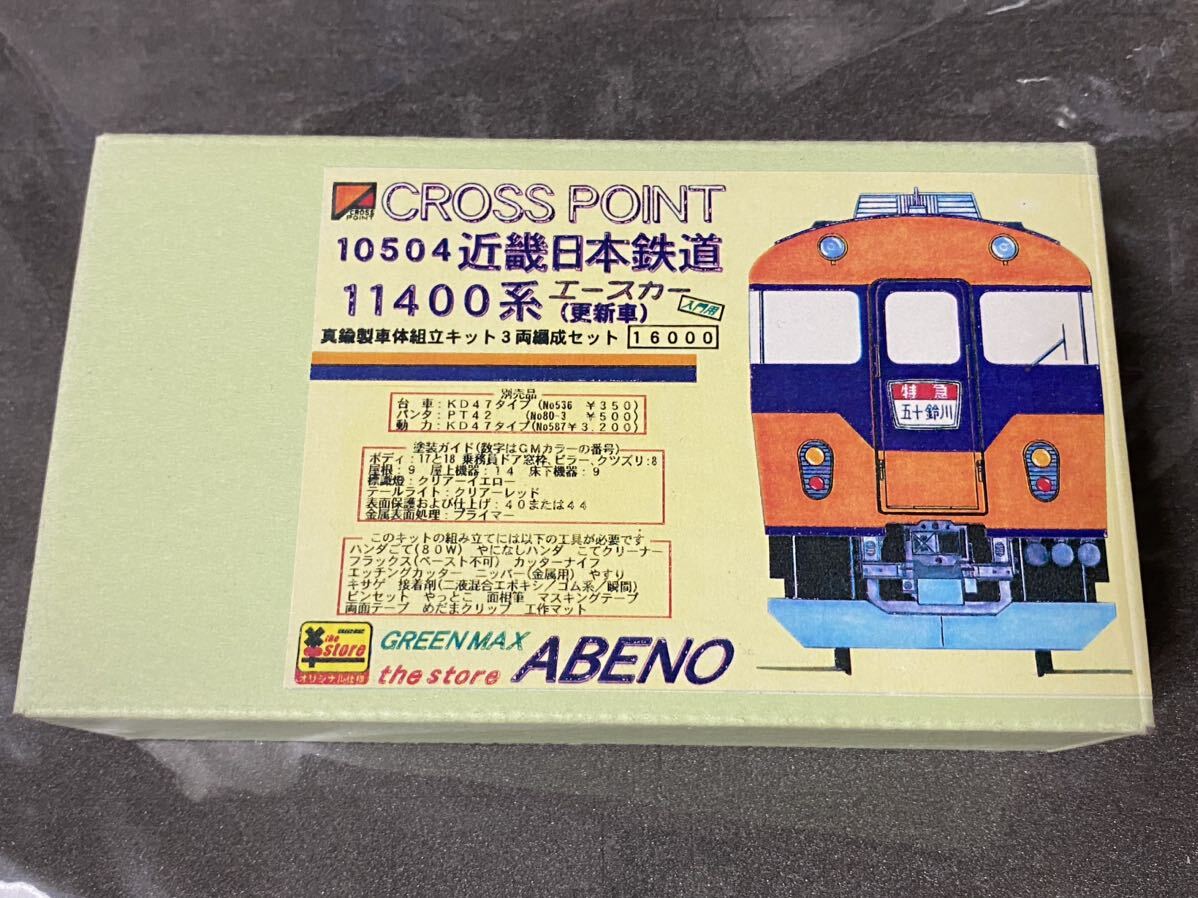 CROSS POINT
CROSS POINT
10504 近畿日本鉄道
11400系 エースカー (更新車) 入門用
真鍮製車体組立キット3両編成セット 16000
別売品
台車:KD47タイプ(No536 ¥350)
パンタ:PT42 (No80-3 ¥500)
動力:KD47タイプ(No587¥3,200)
塗装ガイド(数字はGMカラーの番号)
ボディ:17と18 乗務員ドア窓枠、ピラー、クツズリ:8
屋根:9 屋上機器:14 床下機器:9
標識燈:クリアーイエロー
テールライト:クリアーレッド
表面保護および仕上げ:40または44
金属表面処理:プライマー
このキットの組み立てには以下の工具が必要です
ハンダごて(80W) やになしハンダ こてクリーナー
フラックス(ペースト不可) カッターナイフ
エッチングカッター ニッパー(金属用) やすり
キサゲ 接着剤(二液混合エポキシ/ゴム系/瞬間)
ピンセット やっとこ 面相筆 マスキングテープ
両面テープ めだまクリップ 工作マット
the store
オリジナル仕様
GREENMAX
the store ABENO
特急
五十鈴川